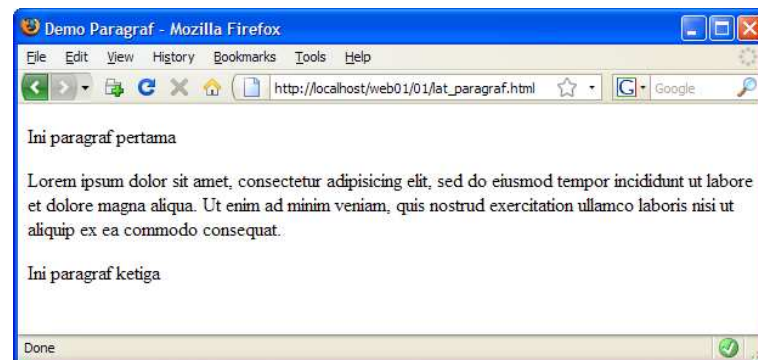 Demo Paragraf - Mozilla Firefox
File Edit View History Bookmarks Tools Help
http://localhost/web01/01/lat_paragraf.html G Google
Ini paragraf pertama
Lorem ipsum dolor sit amet, consectetur adipisicing elit, sed do eiusmod tempor incididunt ut labore
et dolore magna aliqua. Ut enim ad minim veniam, quis nostrud exercitation ullamco laboris nisi ut
aliquip ex ea commodo consequat.
Ini paragraf ketiga
Done